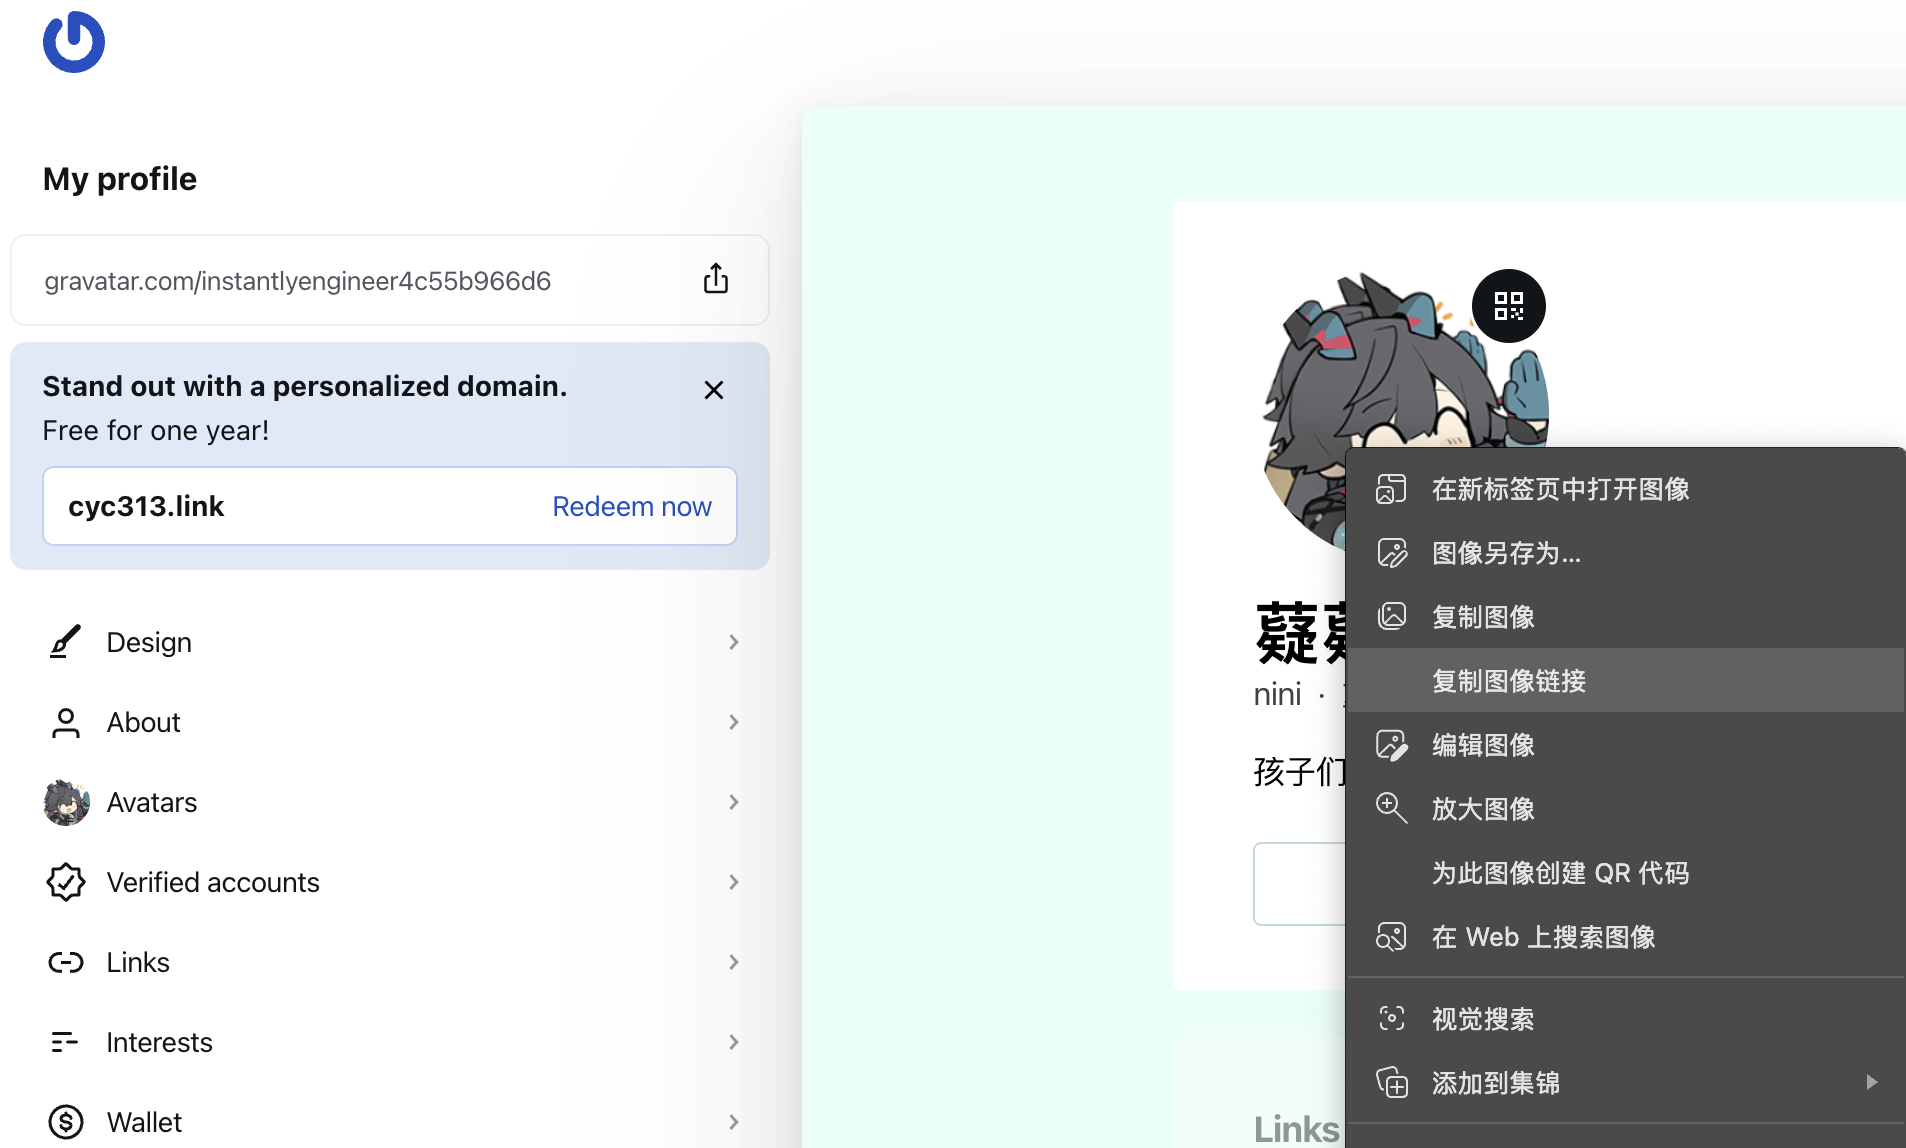 My profile
gravatar.com/instantlyengineer4c55b966d6
Stand out with a personalized domain.
Free for one year!
cyc313.link
Redeem now
Design
About
Avatars
Verified accounts
Links
Interests
Wallet
薿
nini ·
孩子们
Links
在新标签页中打开图像
图像另存为...
复制图像
复制图像链接
编辑图像
放大图像
为此图像创建 QR 代码
在 Web 上搜索图像
视觉搜索
添加到集锦